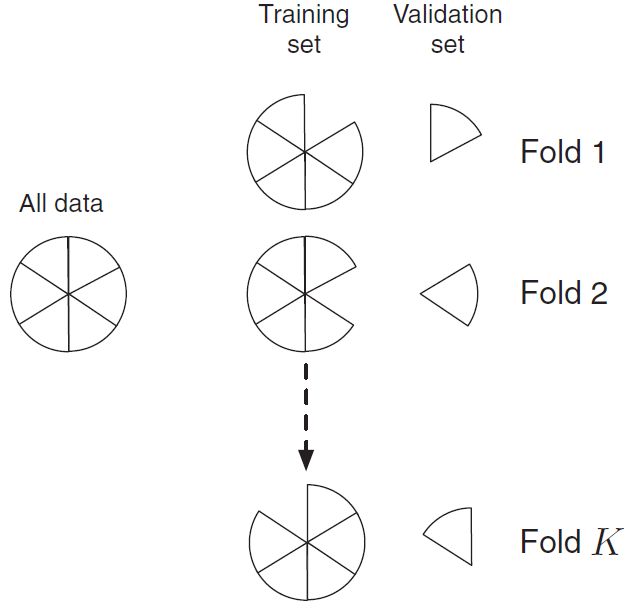 Training
set
Validation
set
Fold 1
All data
Fold 2
Fold K